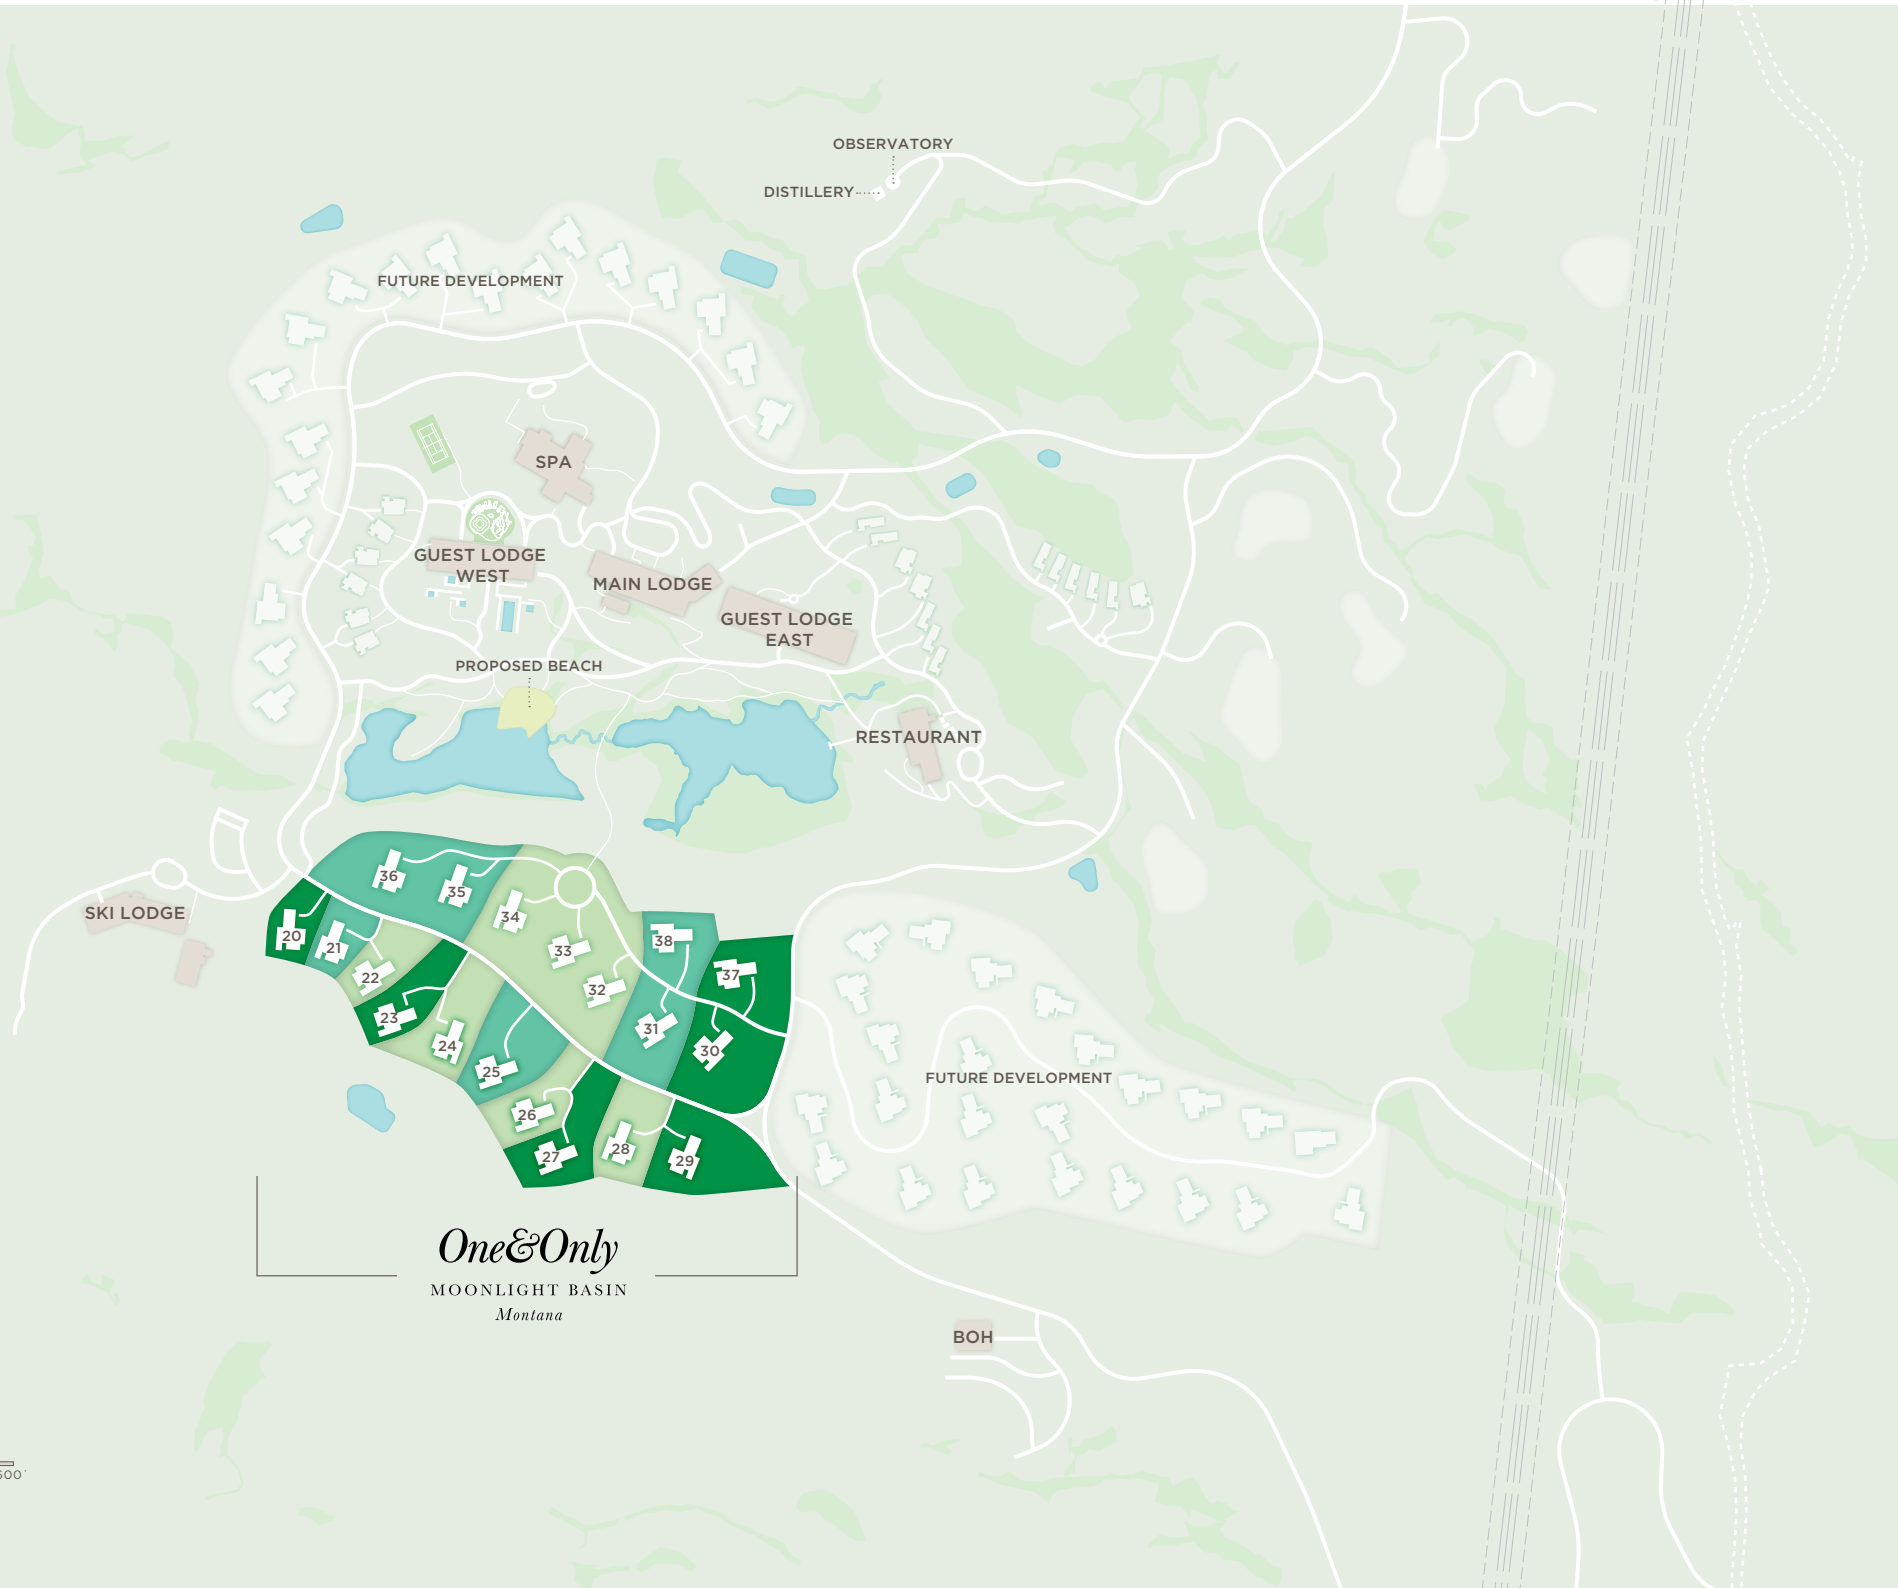 OBSERVATORY
DISTILLERY
FUTURE DEVELOPMENT
SPA
GUEST LODGE
WEST
MAIN LODGE
GUEST LODGE
EAST
PROPOSED BEACH
RESTAURANT
SKI LODGE
36
35
34
20
21
22
33
38
37
32
23
31
24
30
25
26
27
28
29
FUTURE DEVELOPMENT
One&Only
MOONLIGHT BASIN
Montana
BOH
600'